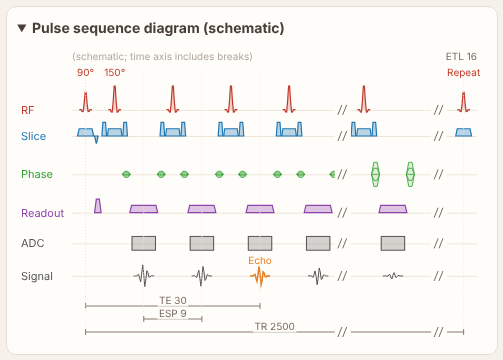 ▼ Pulse sequence diagram (schematic)
(schematic; time axis includes breaks)
ETL 16
90° 150°
Repeat
RF
Slice
Phase
Readout
ADC
Echo
Signal
TE 30
ESP 9
TR 2500